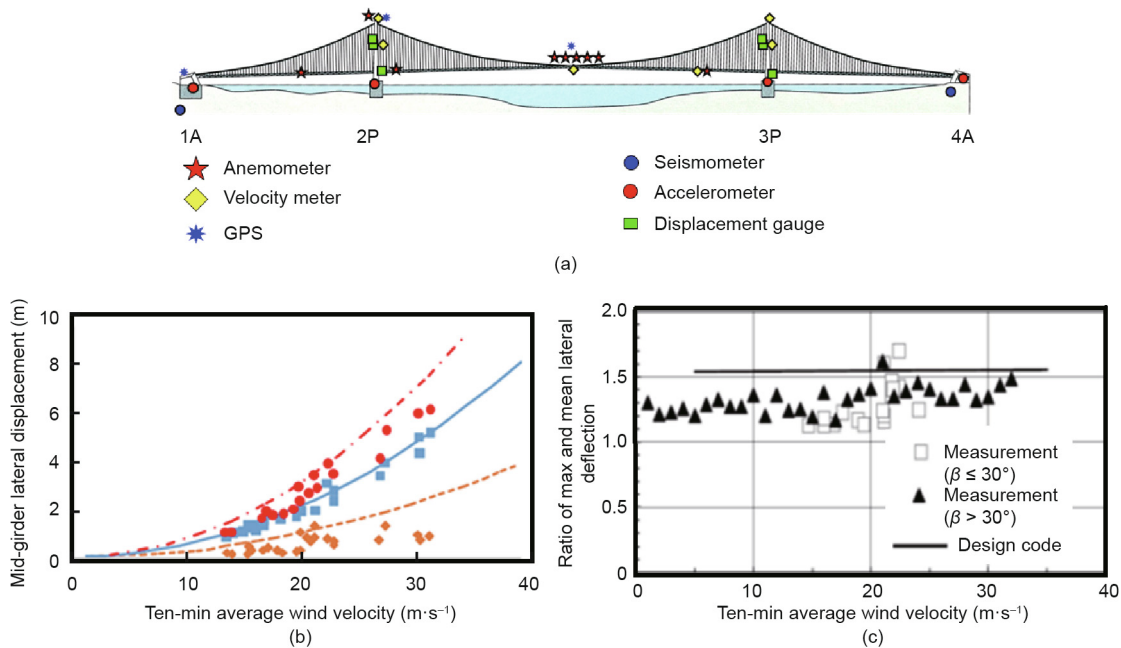 1A
2P
3P
4A
Anemometer
Velocity meter
GPS
Seismometer
Accelerometer
Displacement gauge
(a)
Mid-girder lateral displacement (m)
10
8
6
4
2
0
0
10
20
30
40
Ten-min average wind velocity (m·s⁻¹)
(b)
Ratio of max and mean lateral
deflection
2.0
1.5
1.0
0.5
0
0
10
20
30
40
Measurement
(β ≤ 30°)
Measurement
(β > 30°)
Design code
Ten-min average wind velocity (m·s⁻¹)
(c)